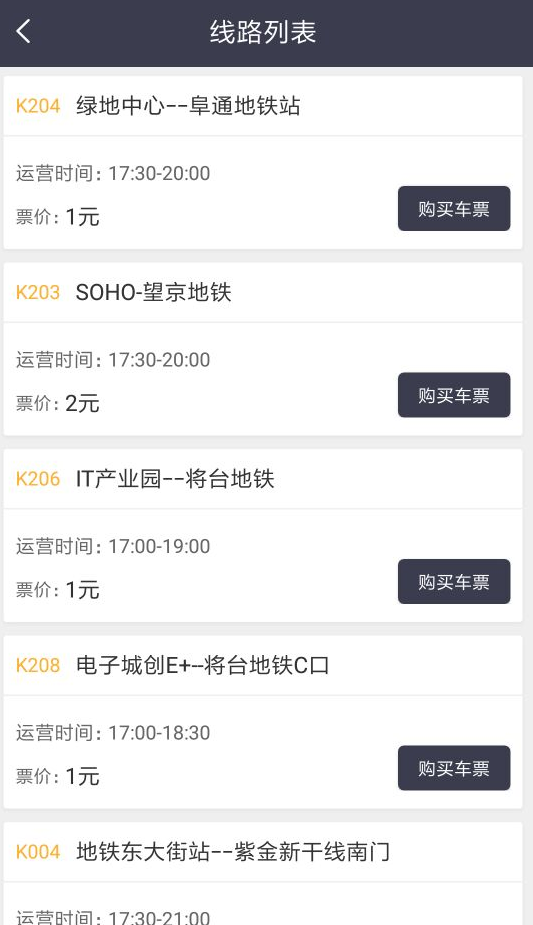 线路列表
K204 绿地中心--阜通地铁站
运营时间: 17:30-20:00
票价: 1元
购买车票
K203 SOHO-望京地铁
运营时间: 17:30-20:00
票价: 2元
购买车票
K206 IT产业园--将台地铁
运营时间: 17:00-19:00
票价: 1元
购买车票
K208 电子城创E+--将台地铁C口
运营时间: 17:00-18:30
票价: 1元
购买车票
K004 地铁东大街站--紫金新干线南门
运营时间: 17:30-21:00